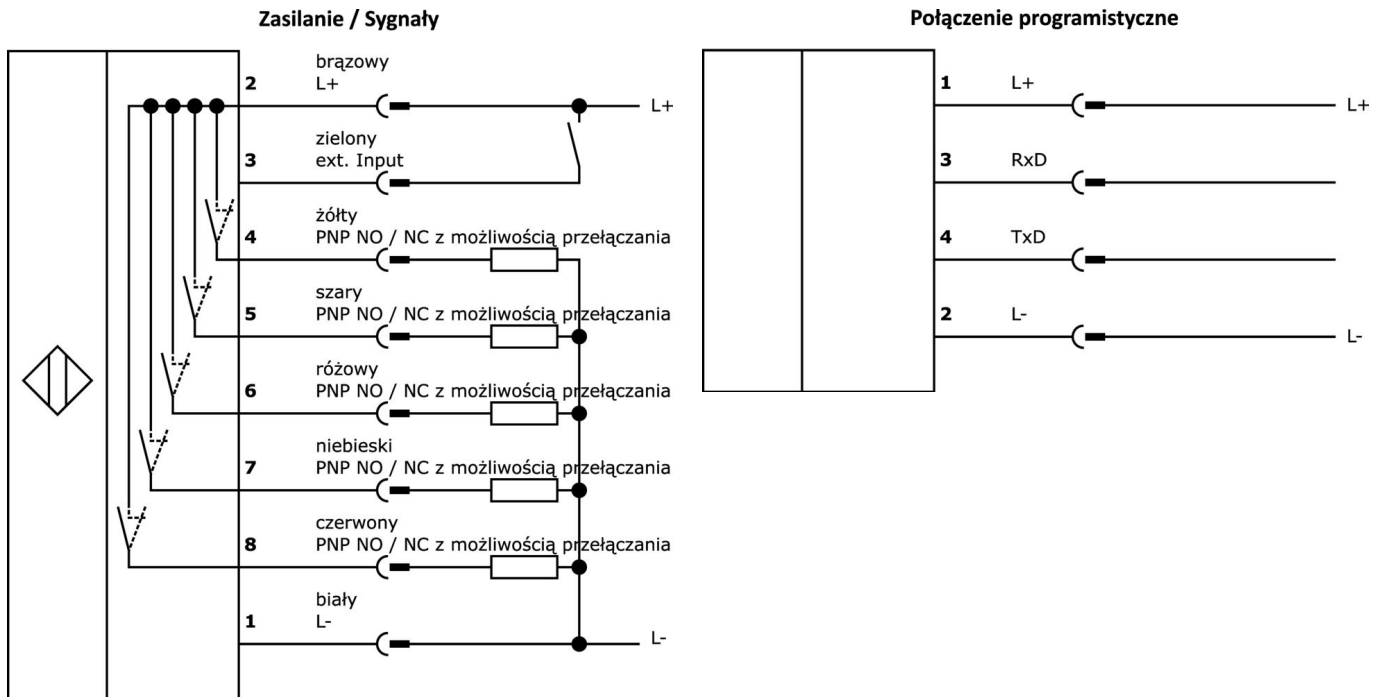 Zasilanie / Sygnały
brązowy
2 L+
L+
zielony
3 ext. Input
żółty
4 PNP NO / NC z możliwością przełączania
szary
5 PNP NO / NC z możliwością przełączania
różowy
6 PNP NO / NC z możliwością przełączania
niebieski
7 PNP NO / NC z możliwością przełączania
czerwony
8 PNP NO / NC z możliwością przełączania
biały
1 L-
L-
Połączenie programistyczne
1 L+
L+
3 RxD
4 TxD
2 L-
L-